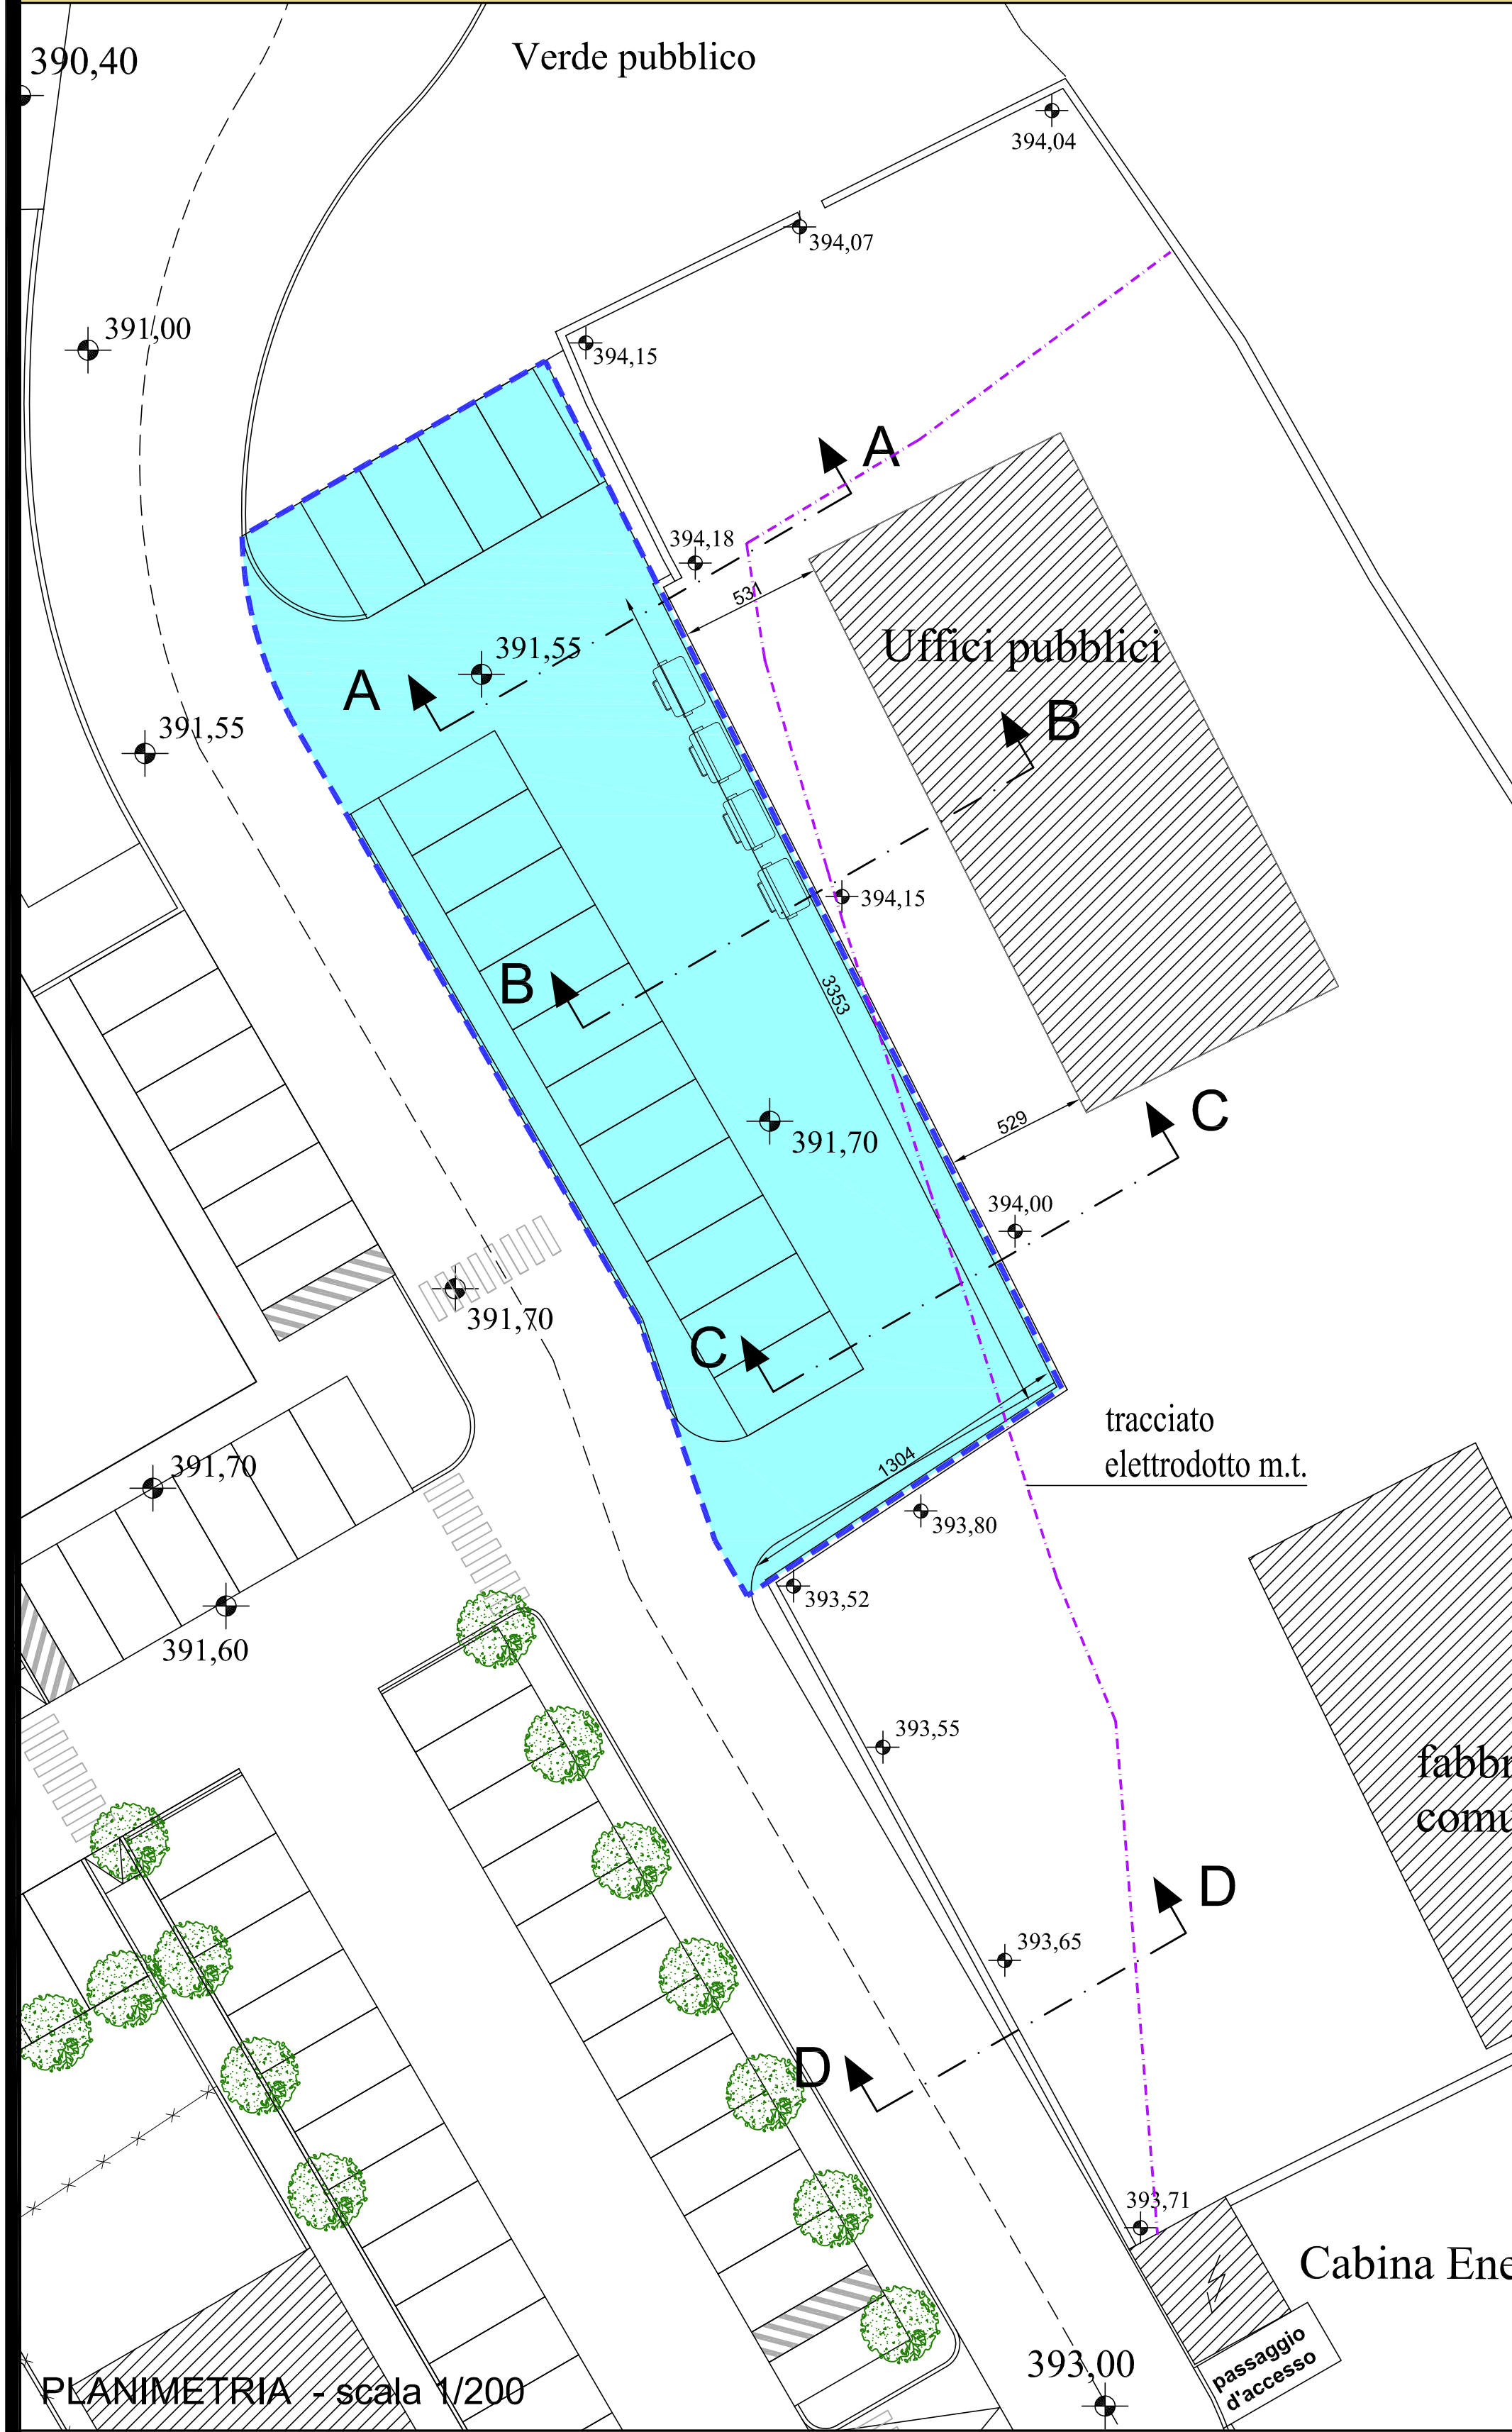 390,40
Verde pubblico
394,04
394,07
391,00
394,15
A
394,18
531
Uffici pubblici
391,55
A
B
391,55
394,15
B
3353
C
529
391,70
394,00
391,70
C
tracciato
elettrodotto m.t.
1304
391,70
393,80
393,52
391,60
393,55
D
393,65
D
393,71
Cabina
passaggio
d'accesso
393,00
PLANIMETRIA - scala 1/200